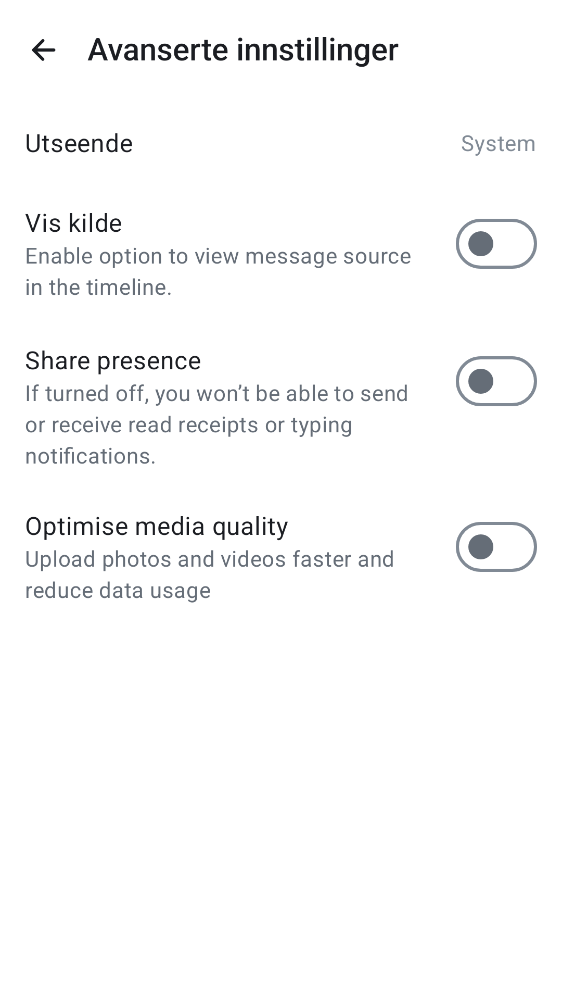 Avanserte innstillinger
Utseende
System
Vis kilde
Enable option to view message source
in the timeline.
Share presence
If turned off, you won’t be able to send
or receive read receipts or typing
notifications.
Optimise media quality
Upload photos and videos faster and
reduce data usage